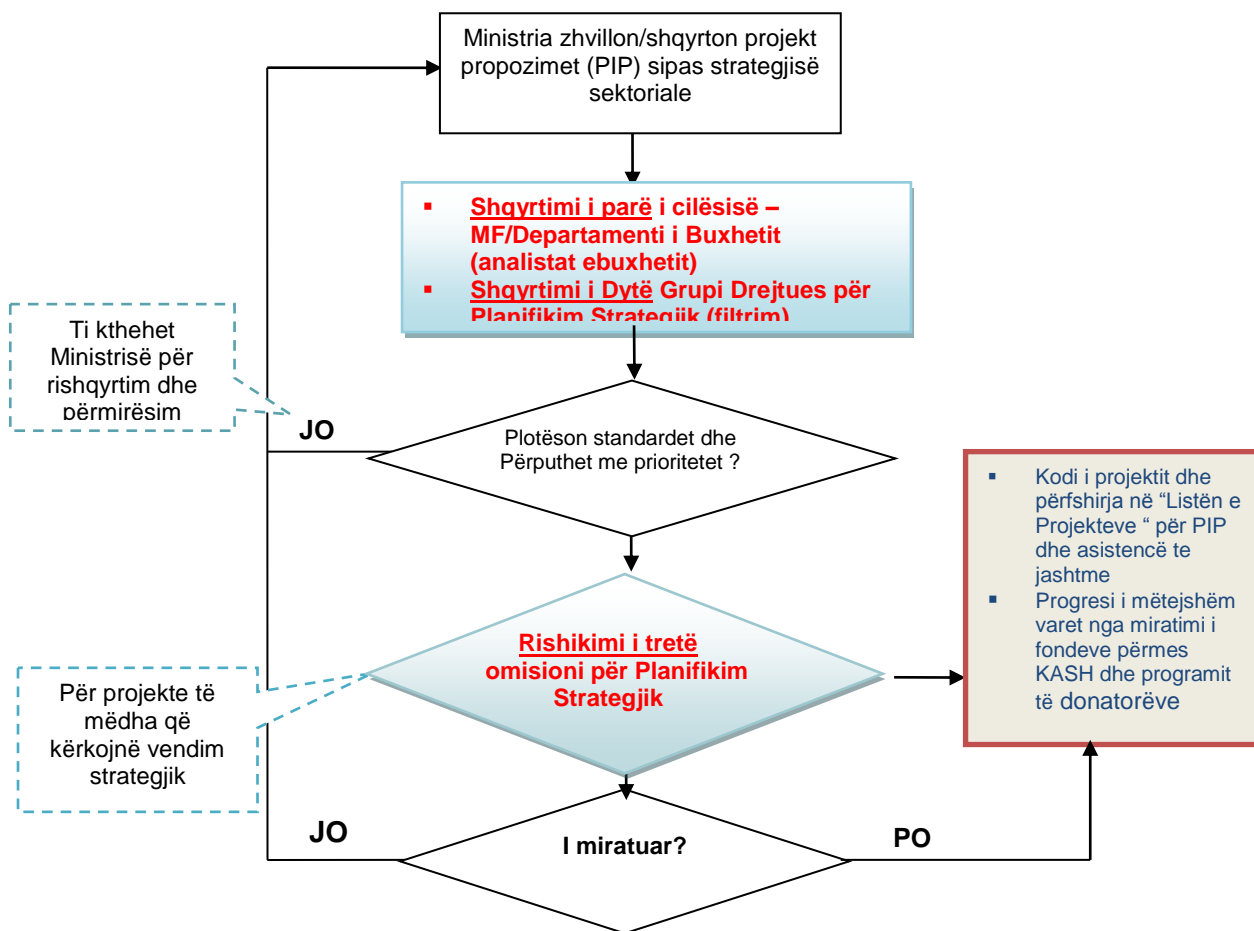 Ministria zhvillon/shqyrton projekt
propozimet (PIP) sipas strategjisë
sektoriale
▪ Shqyrtimi i parë i cilësisë –
MF/Departamenti i Buxhetit
(analistat ebuxhetit)
▪ Shqyrtimi i Dytë Grupi Drejtues për
Planifikim Strategjik (filtrim)
Ti kthehet
Ministrisë për
rishqyrtim dhe
përmirësim
JO
Plotëson standardet dhe
Përputhet me prioritetet ?
▪ Kodi i projektit dhe
përfshirja në “Listën e
Projekteve “ për PIP
dhe asistencë te
jashtme
▪ Progresi i mëtejshëm
varet nga miratimi i
fondeve përmes
KASH dhe programit
të donatorëve
Rishikimi i tretë
omisioni për Planifikim
Strategjik
Për projekte të
mëdha që
kërkojnë vendim
strategjik
JO
I miratuar?
PO